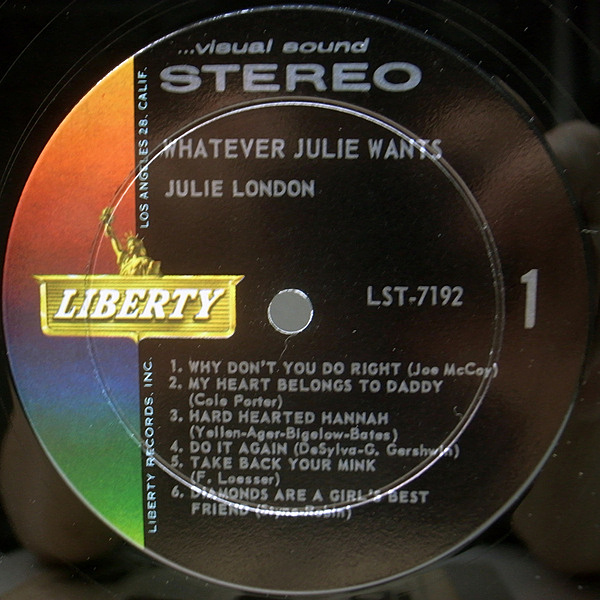 ...visual sound
STEREO
WHATEVER JULIE WANTS
JULIE LONDON
LOS ANGELES 28, CALIF.
LIBERTY
LST-7192
1
LIBERTY RECORDS, INC.
1. WHY DON'T YOU DO RIGHT (Joe McCoy)
2. MY HEART BELONGS TO DADDY
(Cole Porter)
3. HARD HEARTED HANNAH
(Yellen-Ager-Bigelow-Bates)
4. DO IT AGAIN (DeSylva-G. Gershwin)
5. TAKE BACK YOUR MINK
(F. Loesser)
6. DIAMONDS ARE A GIRL'S BEST
FRIEND (Styne-Robin)